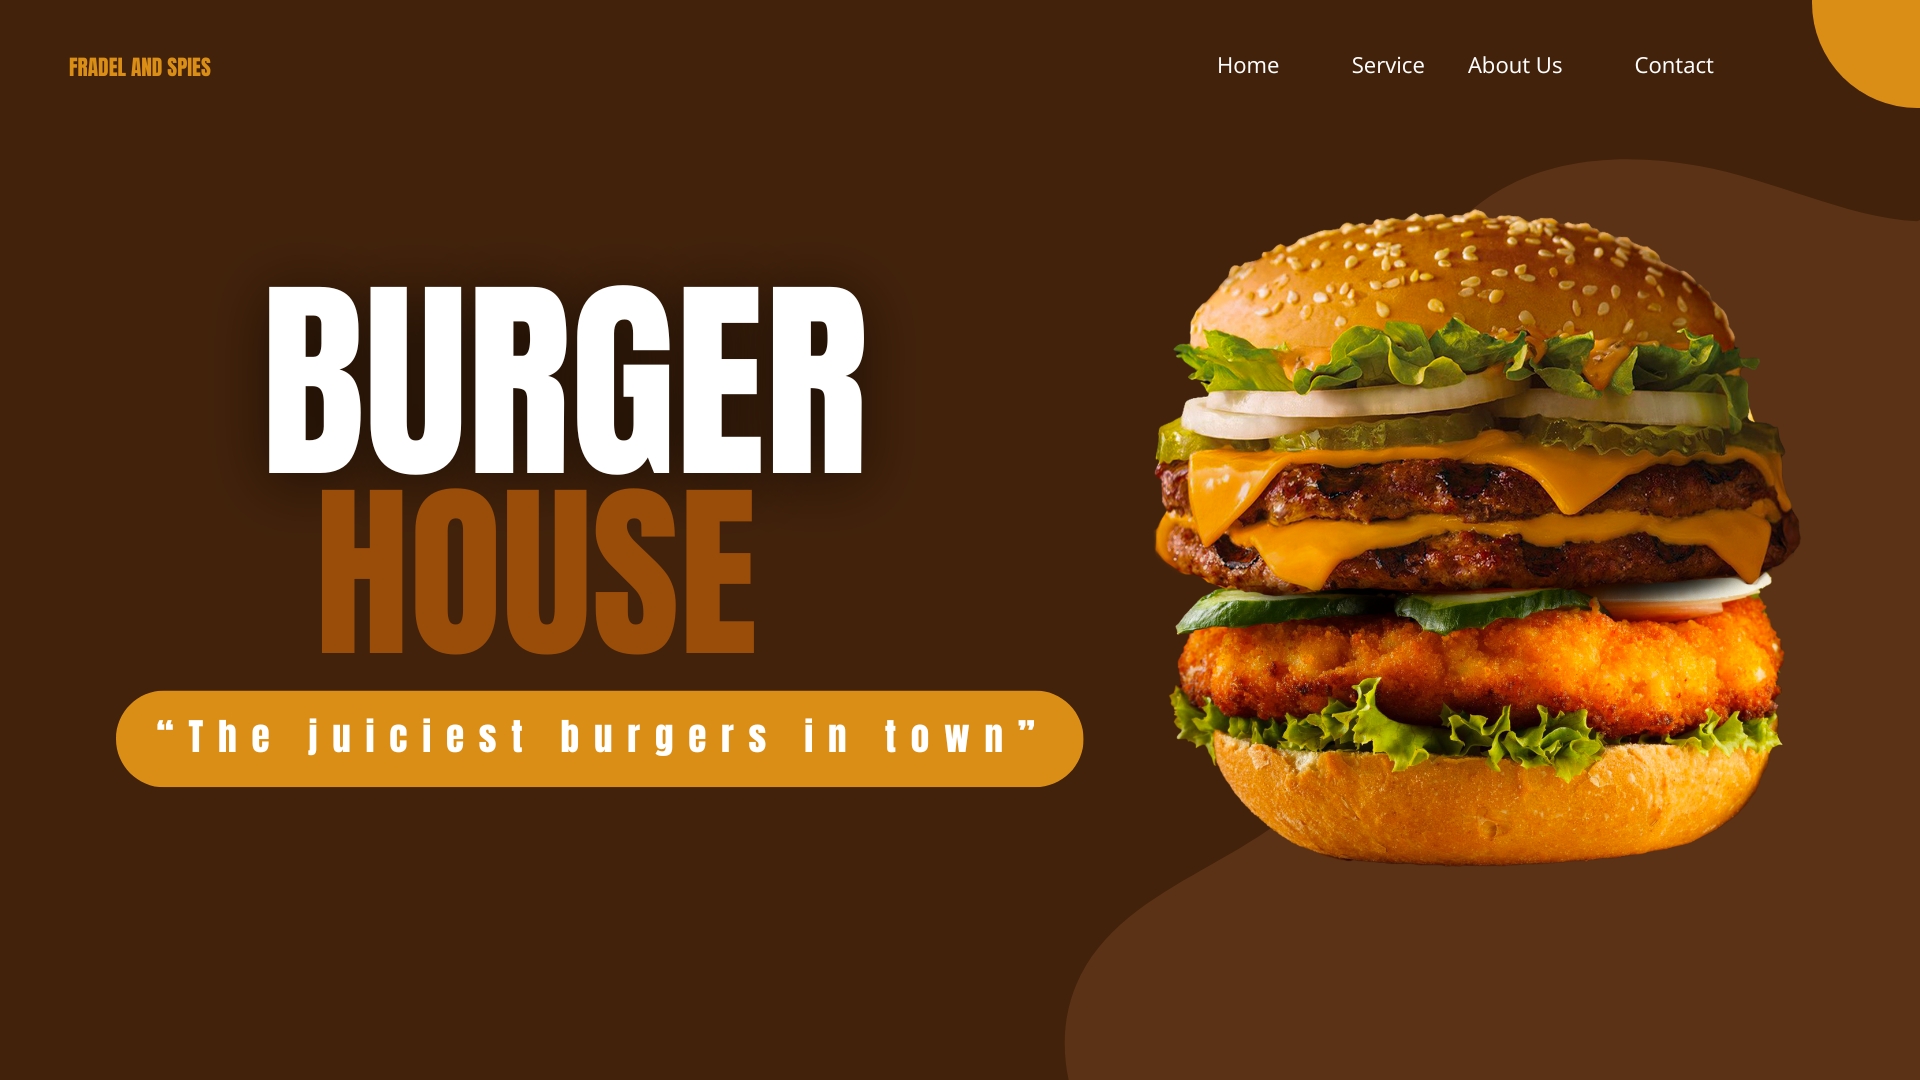 FRADEL AND SPIES
Home Service About Us Contact
BURGER
HOUSE
“The juiciest burgers in town”